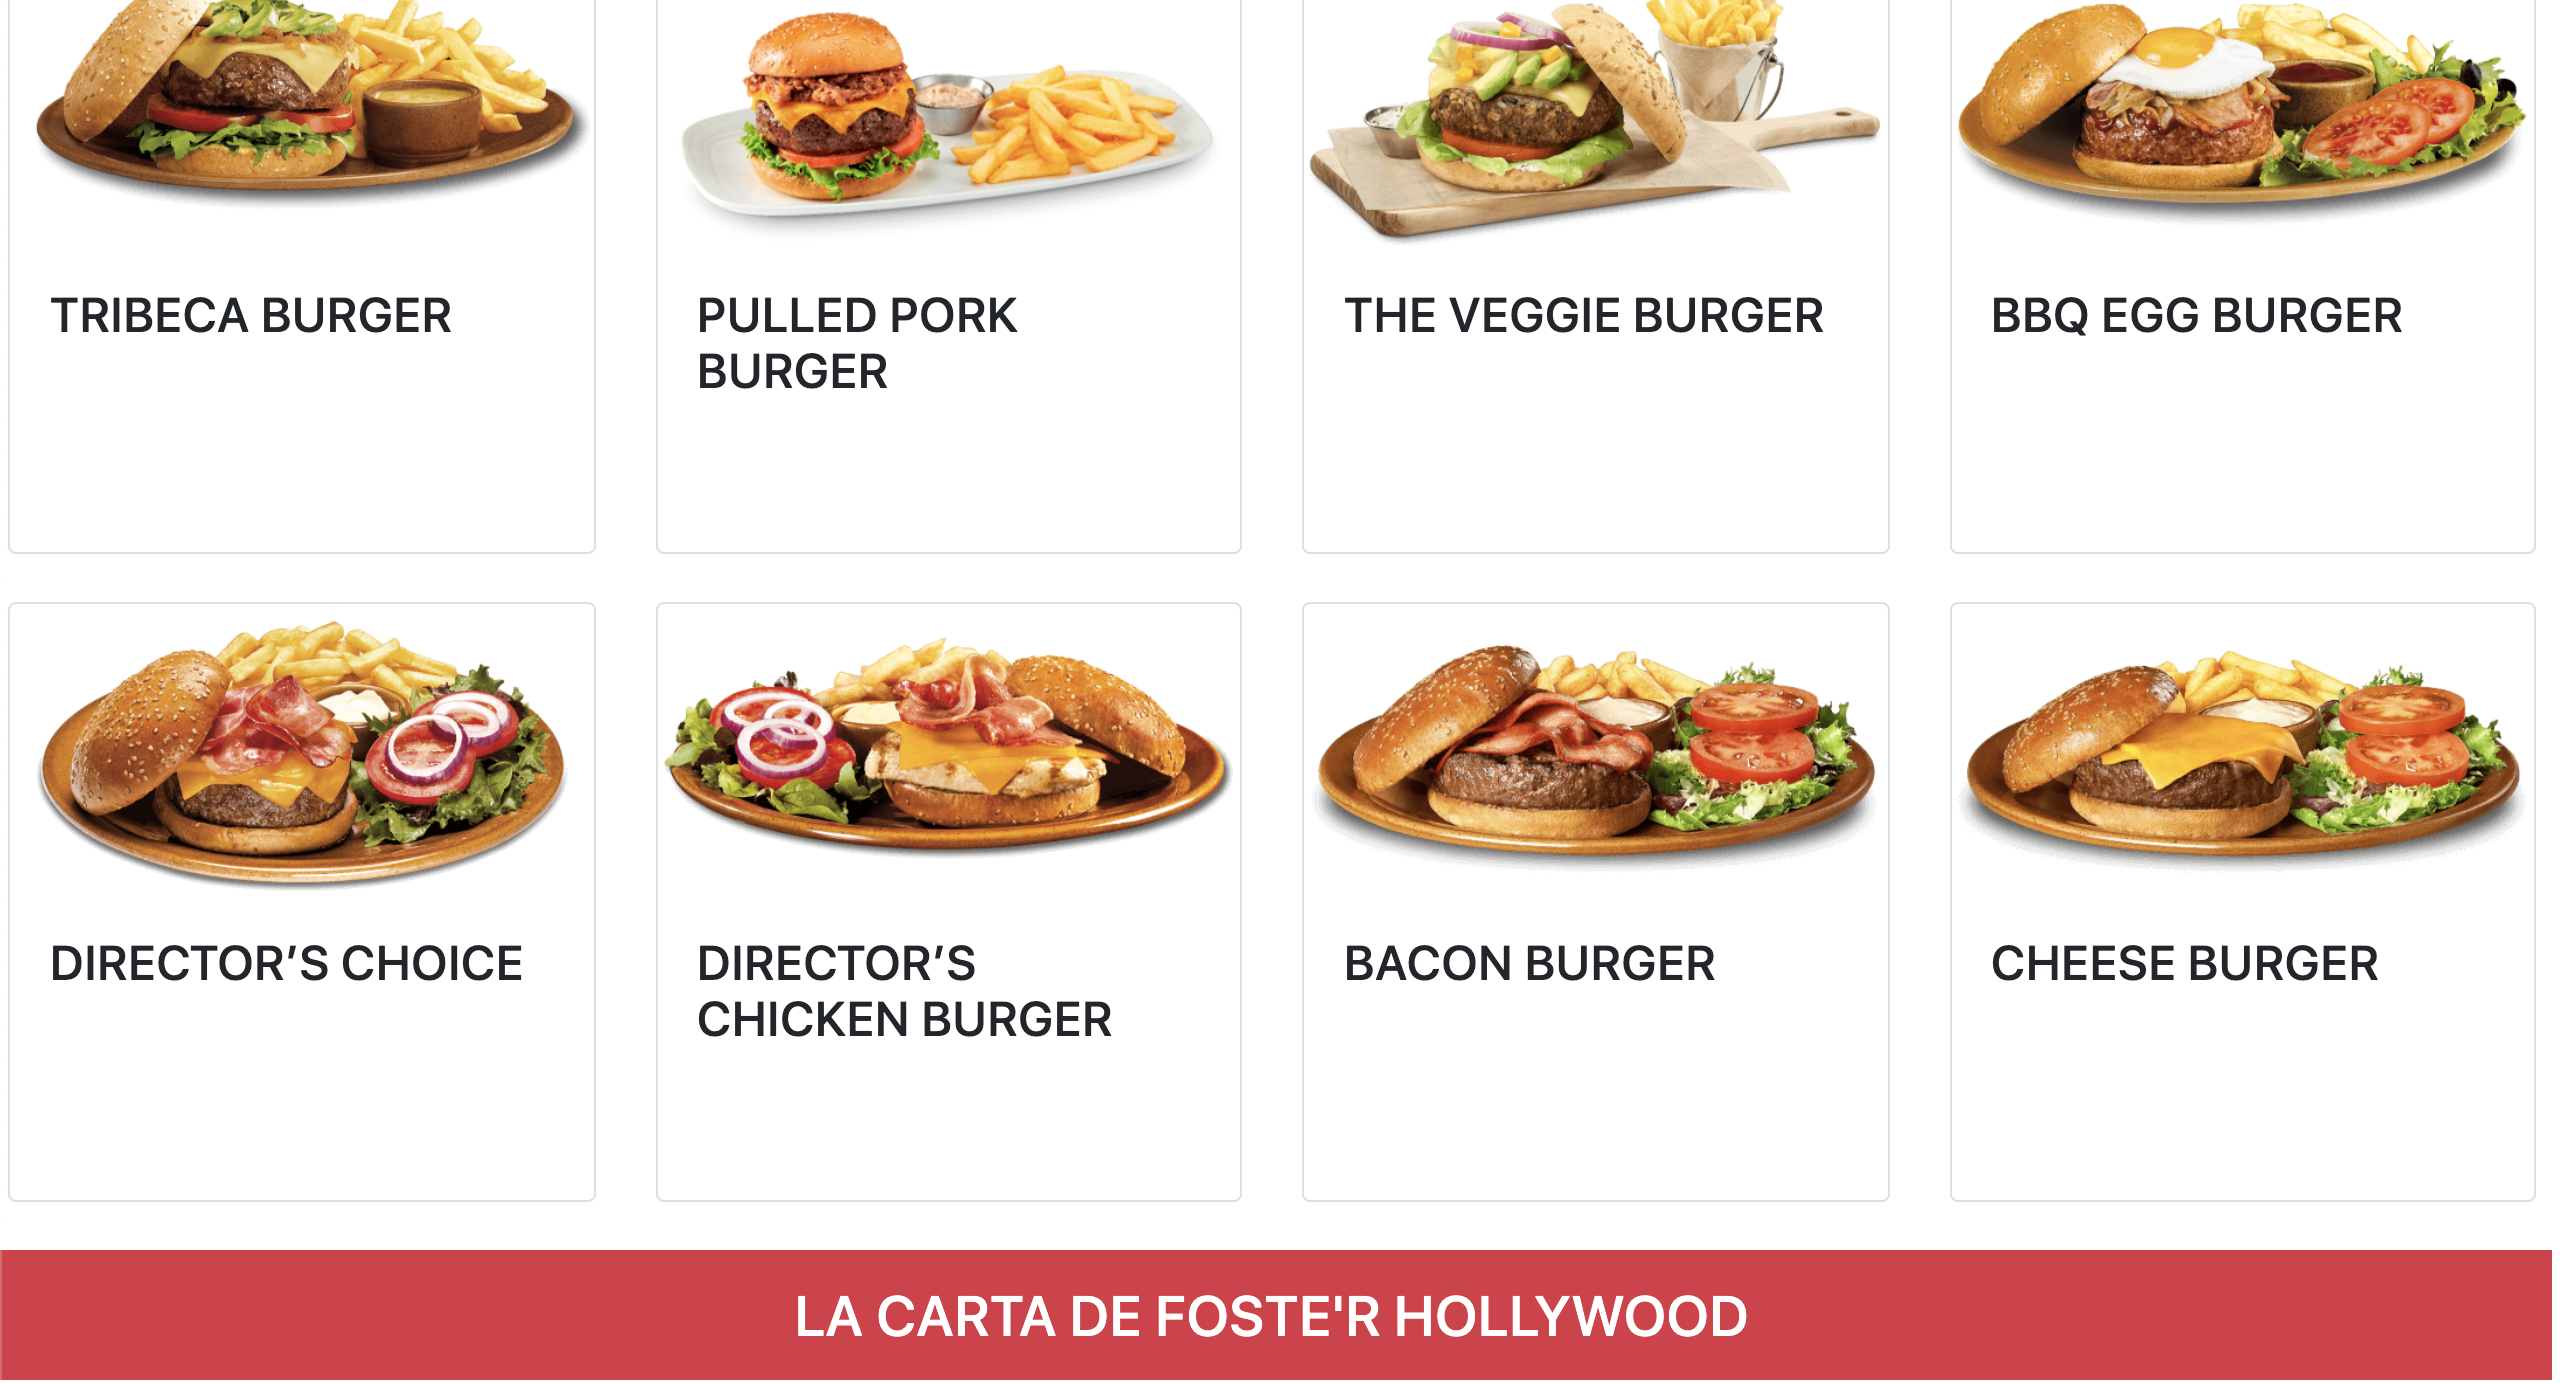 TRIBECA BURGER
PULLED PORK
BURGER
THE VEGGIE BURGER
BBQ EGG BURGER
DIRECTOR’S CHOICE
DIRECTOR’S
CHICKEN BURGER
BACON BURGER
CHEESE BURGER
LA CARTA DE FOSTE'R HOLLYWOOD